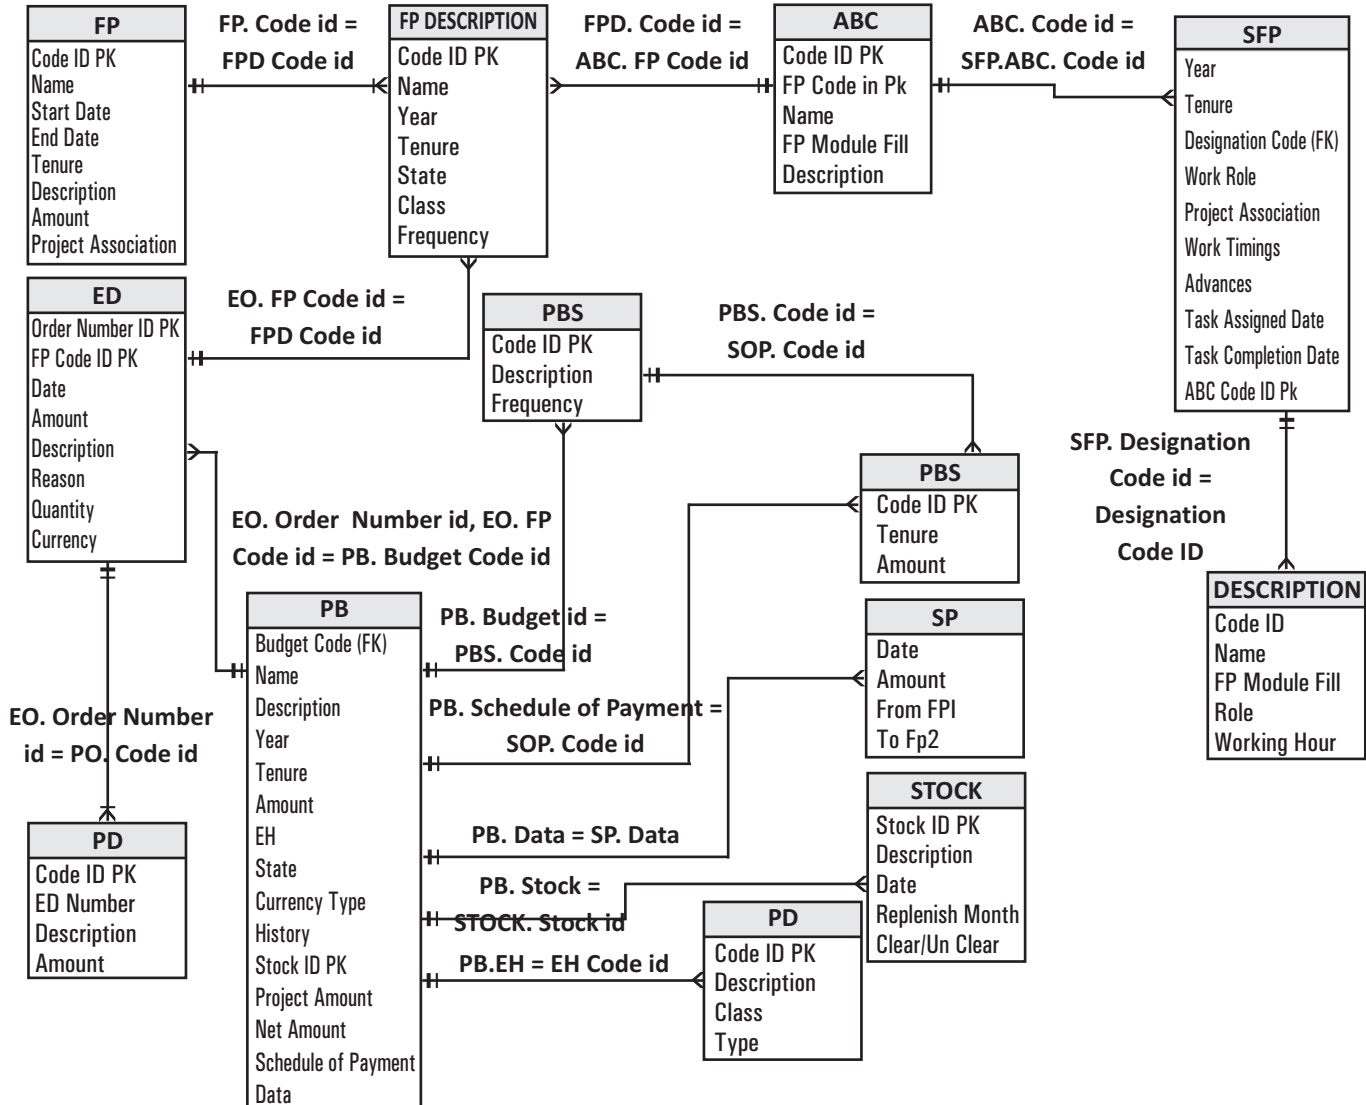 FP
Code ID PK
Name
Start Date
End Date
Tenure
Description
Amount
Project Association
FP. Code id =
FPD Code id
FP DESCRIPTION
Code ID PK
Name
Year
Tenure
State
Class
Frequency
FPD. Code id =
ABC. FP Code id
ABC
Code ID PK
FP Code in Pk
Name
FP Module Fill
Description
ABC. Code id =
SFP.ABC. Code id
SFP
Year
Tenure
Designation Code (FK)
Work Role
Project Association
Work Timings
Advances
Task Assigned Date
Task Completion Date
ABC Code ID Pk
ED
Order Number ID PK
FP Code ID PK
Date
Amount
Description
Reason
Quantity
Currency
EO. FP Code id =
FPD Code id
PBS
Code ID PK
Description
Frequency
PBS. Code id =
SOP. Code id
SFP. Designation
Code id =
Designation
Code ID
PBS
Code ID PK
Tenure
Amount
EO. Order Number id, EO. FP
Code id = PB. Budget Code id
PB
Budget Code (FK)
Name
Description
Year
Tenure
Amount
EH
State
Currency Type
History
Stock ID PK
Project Amount
Net Amount
Schedule of Payment
Data
PB. Budget id =
PBS. Code id
PB. Schedule of Payment =
SOP. Code id
SP
Date
Amount
From FPI
To Fp2
DESCRIPTION
Code ID
Name
FP Module Fill
Role
Working Hour
EO. Order Number
id = PO. Code id
PB. Data = SP. Data
STOCK
Stock ID PK
Description
Date
Replenish Month
Clear/Un Clear
PD
Code ID PK
ED Number
Description
Amount
PB. Stock =
STOCK. Stock id
PB.EH = EH Code id
PD
Code ID PK
Description
Class
Type